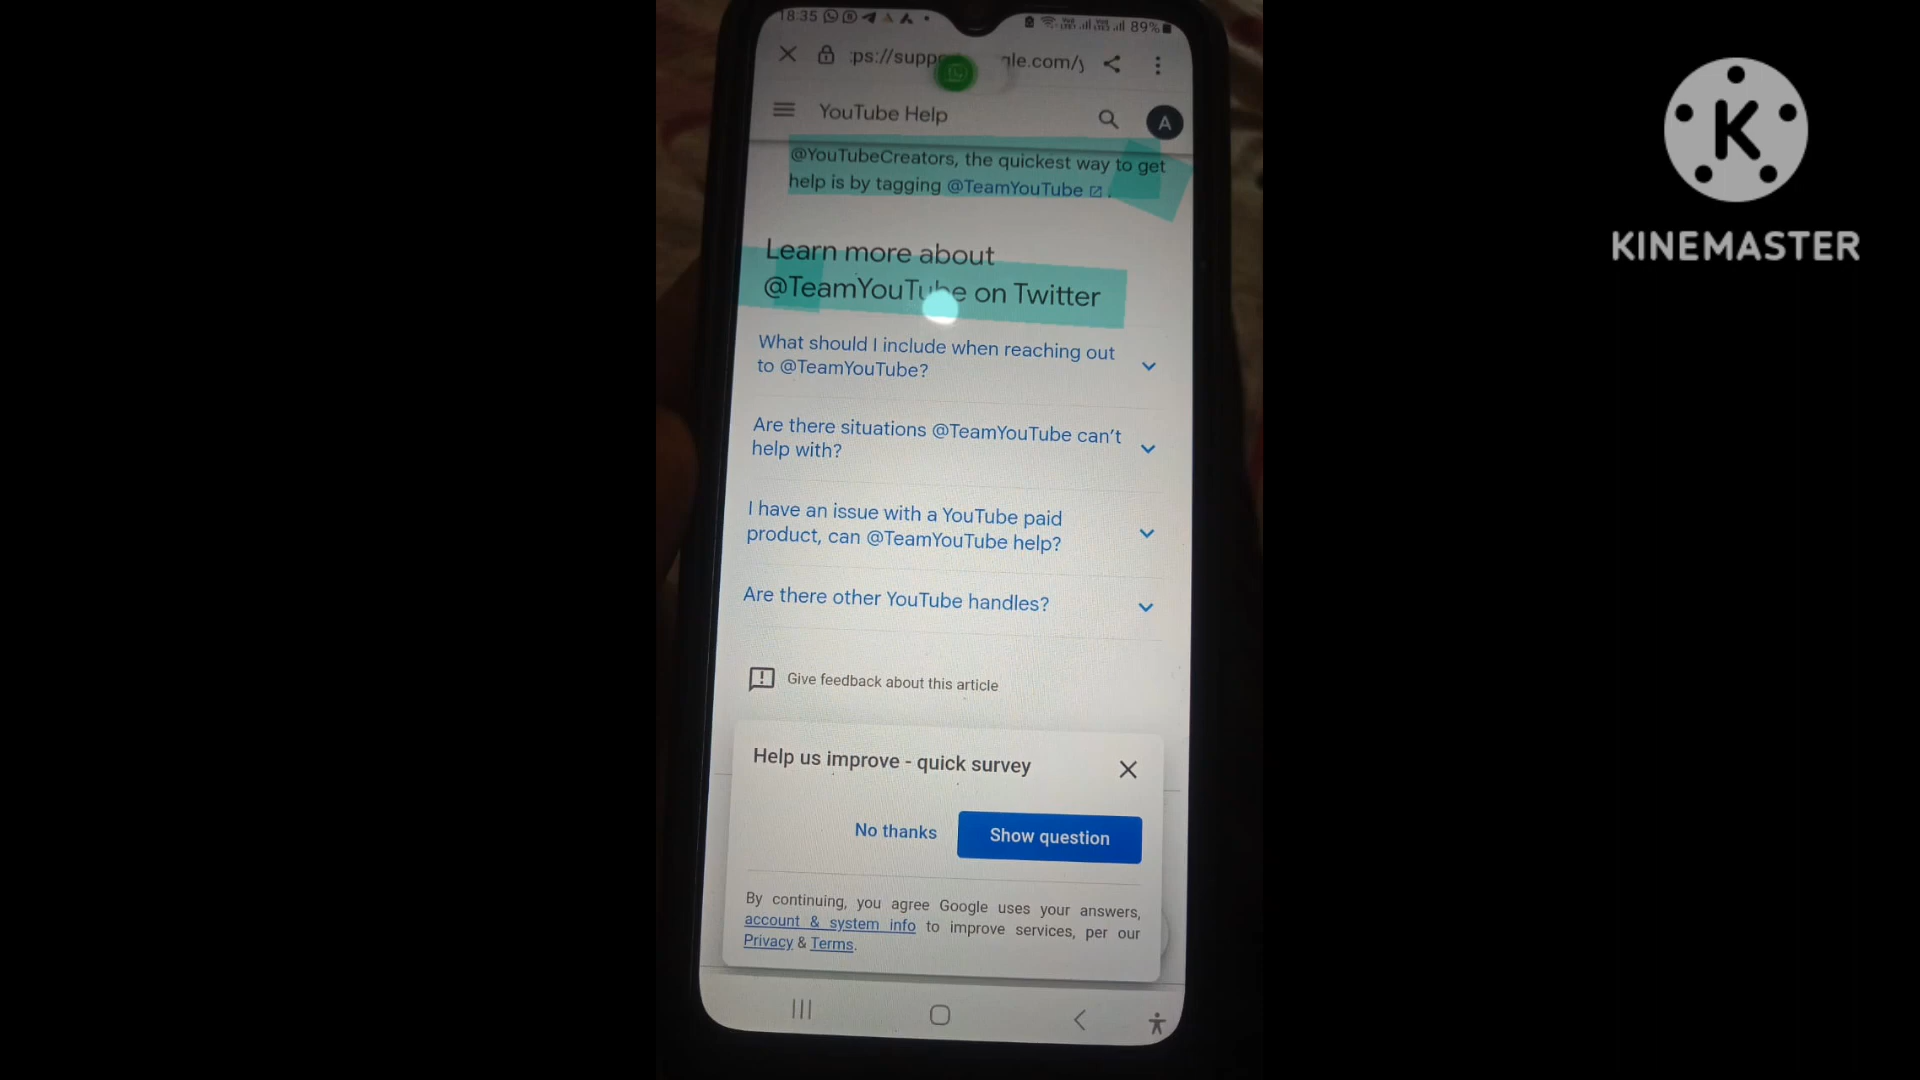 18:35
89%
gle.com/y
YouTube Help
A
@YouTubeCreators, the quickest way to get
help is by tagging @TeamYouTube
Learn more about
@TeamYouTube on Twitter
What should I include when reaching out
to @TeamYouTube?
Are there situations @TeamYouTube can't
help with?
I have an issue with a YouTube paid
product, can @TeamYouTube help?
Are there other YouTube handles?
Give feedback about this article
Help us improve - quick survey
No thanks
Show question
By continuing, you agree Google uses your answers,
account & system info to improve services, per our
Privacy & Terms.
K
KINEMASTER